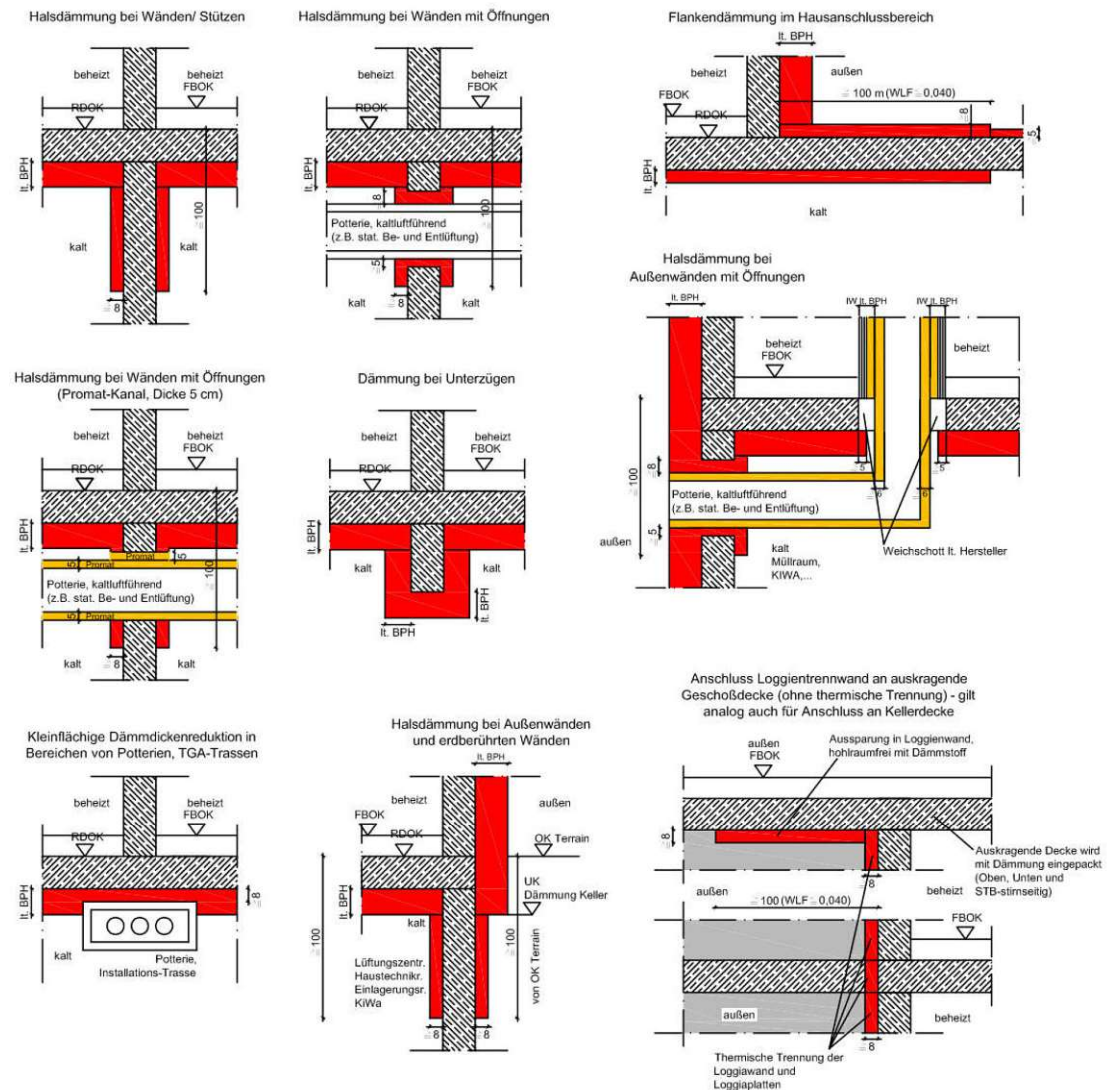 Halsdämmung bei Wänden/ Stützen
beheizt
beheizt
FBOK
RDOK
lt. BPH
≥100
kalt
kalt
≥ 8
Halsdämmung bei Wänden mit Öffnungen
beheizt
beheizt
FBOK
RDOK
lt. BPH
≥8
≥100
Potterie, kaltluftführend
(z.B. stat. Be- und Entlüftung)
≥5
kalt
kalt
≥ 8
Flankendämmung im Hausanschlussbereich
lt. BPH
beheizt
außen
FBOK
≥ 100 m (WLF ≤ 0,040)
RDOK
≥8
≥5
lt. BPH
kalt
Halsdämmung bei
Außenwänden mit Öffnungen
lt. BPH
IW lt. BPH
IW lt. BPH
beheizt
FBOK
beheizt
≥8
≥5
≥5
≥100
Potterie, kaltluftführend
(z.B. stat. Be- und Entlüftung)
≥6
≥6
≥5
außen
kalt
Müllraum,
KIWA,...
Weichschott lt. Hersteller
Halsdämmung bei Wänden mit Öffnungen
(Promat-Kanal, Dicke 5 cm)
beheizt
beheizt
FBOK
RDOK
lt. BPH
Promat
5
Promat
5
≥100
Potterie, kaltluftführend
(z.B. stat. Be- und Entlüftung)
5
Promat
kalt
kalt
≥ 8
Dämmung bei Unterzügen
beheizt
beheizt
FBOK
RDOK
lt. BPH
kalt
kalt
lt. BPH
lt. BPH
Kleinflächige Dämmdickenreduktion in
Bereichen von Potterien, TGA-Trassen
beheizt
beheizt
FBOK
RDOK
lt. BPH
≥8
kalt
Potterie,
Installations-Trasse
Halsdämmung bei Außenwänden
und erdberührten Wänden
lt. BPH
beheizt
außen
FBOK
RDOK
OK Terrain
lt. BPH
UK
Dämmung Keller
kalt
≥100
≥100
von OK Terrain
Lüftungszentr.
Haustechnikr.
Einlagerungsr.
KiWa
≥ 8
≥ 8
Anschluss Loggientrennwand an auskragende
Geschoßdecke (ohne thermische Trennung) - gilt
analog auch für Anschluss an Kellerdecke
außen
FBOK
Aussparung in Loggienwand,
hohlraumfrei mit Dämmstoff
≥8
Auskragende Decke wird
mit Dämmung eingepackt
(Oben, Unten und
STB-stirnseitig)
≥ 8
außen
beheizt
≥100 (WLF ≤ 0,040)
FBOK
außen
beheizt
≥ 8
Thermische Trennung der
Loggiawand und
Loggiaplatten